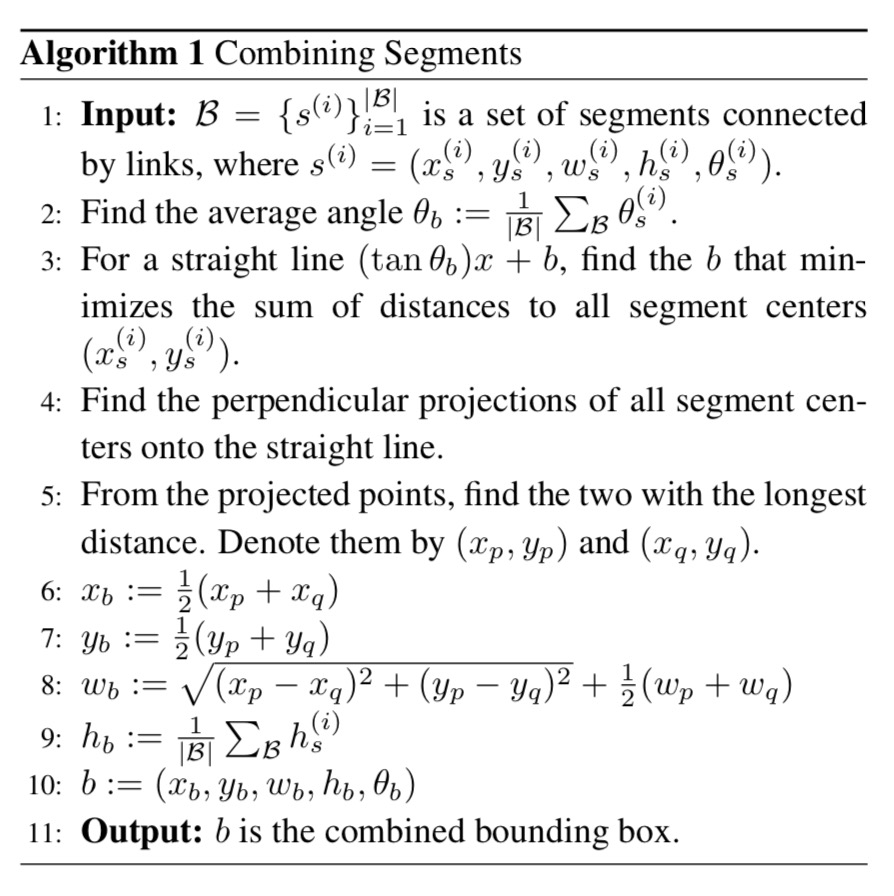 Algorithm 1 Combining Segments
1: Input: $\mathcal{B} = \{s^{(i)}\}_{i=1}^{|\mathcal{B}|}$ is a set of segments connected
by links, where $s^{(i)} = (x_s^{(i)}, y_s^{(i)}, w_s^{(i)}, h_s^{(i)}, \theta_s^{(i)})$.
2: Find the average angle $\theta_b := \frac{1}{|\mathcal{B}|} \sum_{\mathcal{B}} \theta_s^{(i)}$.
3: For a straight line $(\tan \theta_b)x + b$, find the $b$ that min-
imizes the sum of distances to all segment centers
$(x_s^{(i)}, y_s^{(i)})$.
4: Find the perpendicular projections of all segment cen-
ters onto the straight line.
5: From the projected points, find the two with the longest
distance. Denote them by $(x_p, y_p)$ and $(x_q, y_q)$.
6: $x_b := \frac{1}{2}(x_p + x_q)$
7: $y_b := \frac{1}{2}(y_p + y_q)$
8: $w_b := \sqrt{(x_p - x_q)^2 + (y_p - y_q)^2} + \frac{1}{2}(w_p + w_q)$
9: $h_b := \frac{1}{|\mathcal{B}|} \sum_{\mathcal{B}} h_s^{(i)}$
10: $b := (x_b, y_b, w_b, h_b, \theta_b)$
11: Output: $b$ is the combined bounding box.